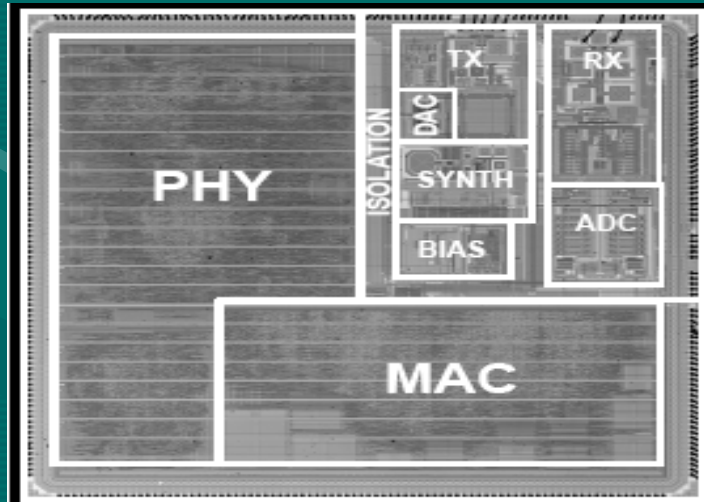 TX
RX
DAC
ISOLATION
PHY
SYNTH
ADC
BIAS
MAC